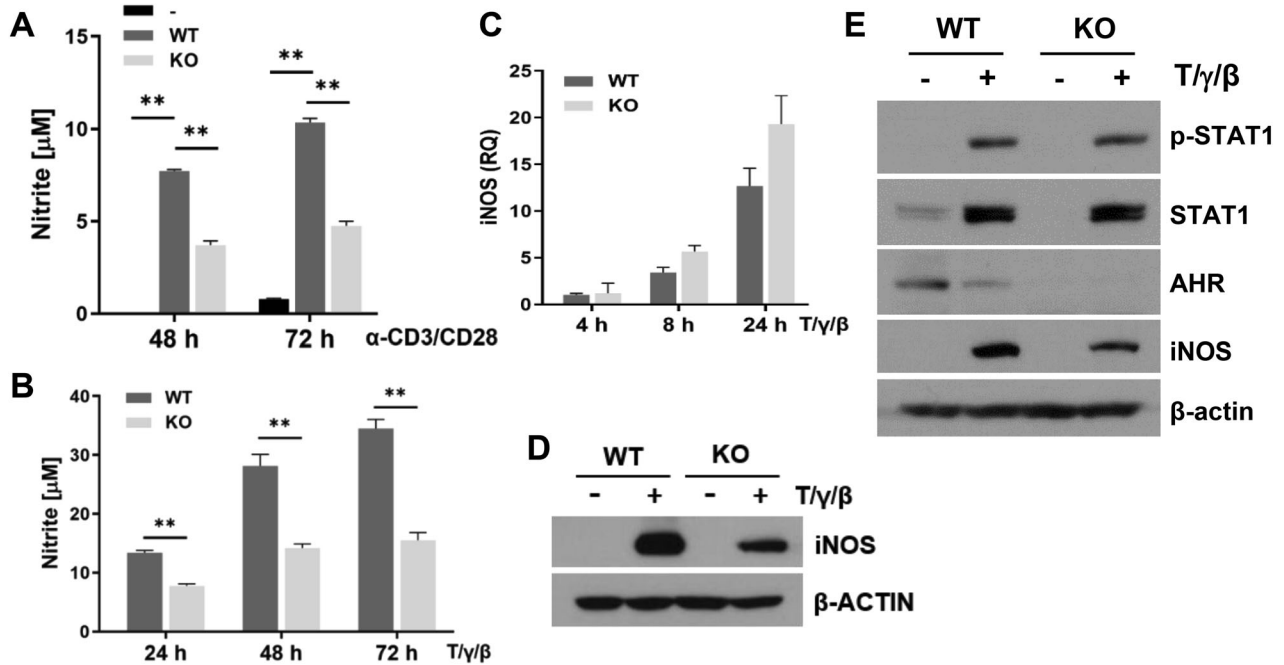 A
-
WT
KO
Nitrite [μM]
15
10
5
0
** **
** **
48 h 72 h α-CD3/CD28
B
WT
KO
Nitrite [μM]
40
30
20
10
0
** ** **
24 h 48 h 72 h T/γ/β
C
WT
KO
iNOS (RQ)
25
20
15
10
5
0
4 h 8 h 24 h T/γ/β
D
WT KO
- + - + T/γ/β
iNOS
β-ACTIN
E
WT KO
- + - + T/γ/β
p-STAT1
STAT1
AHR
iNOS
β-actin